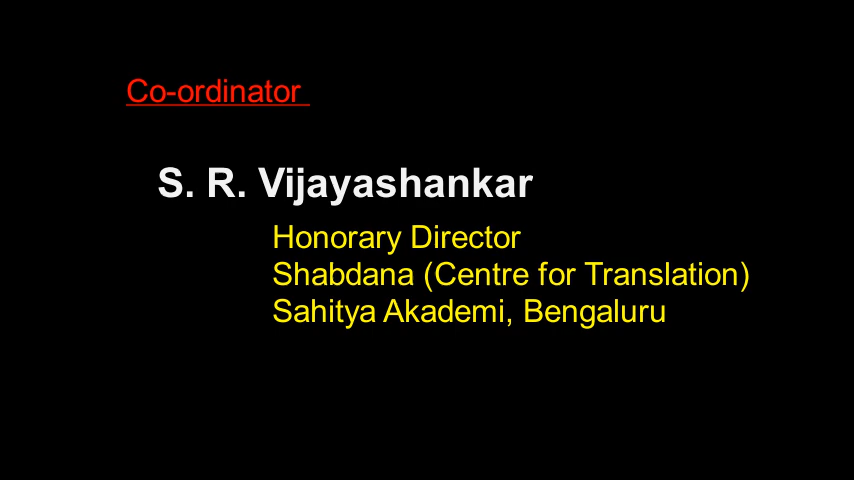 Co-ordinator
S. R. Vijayashankar
Honorary Director
Shabdana (Centre for Translation)
Sahitya Akademi, Bengaluru